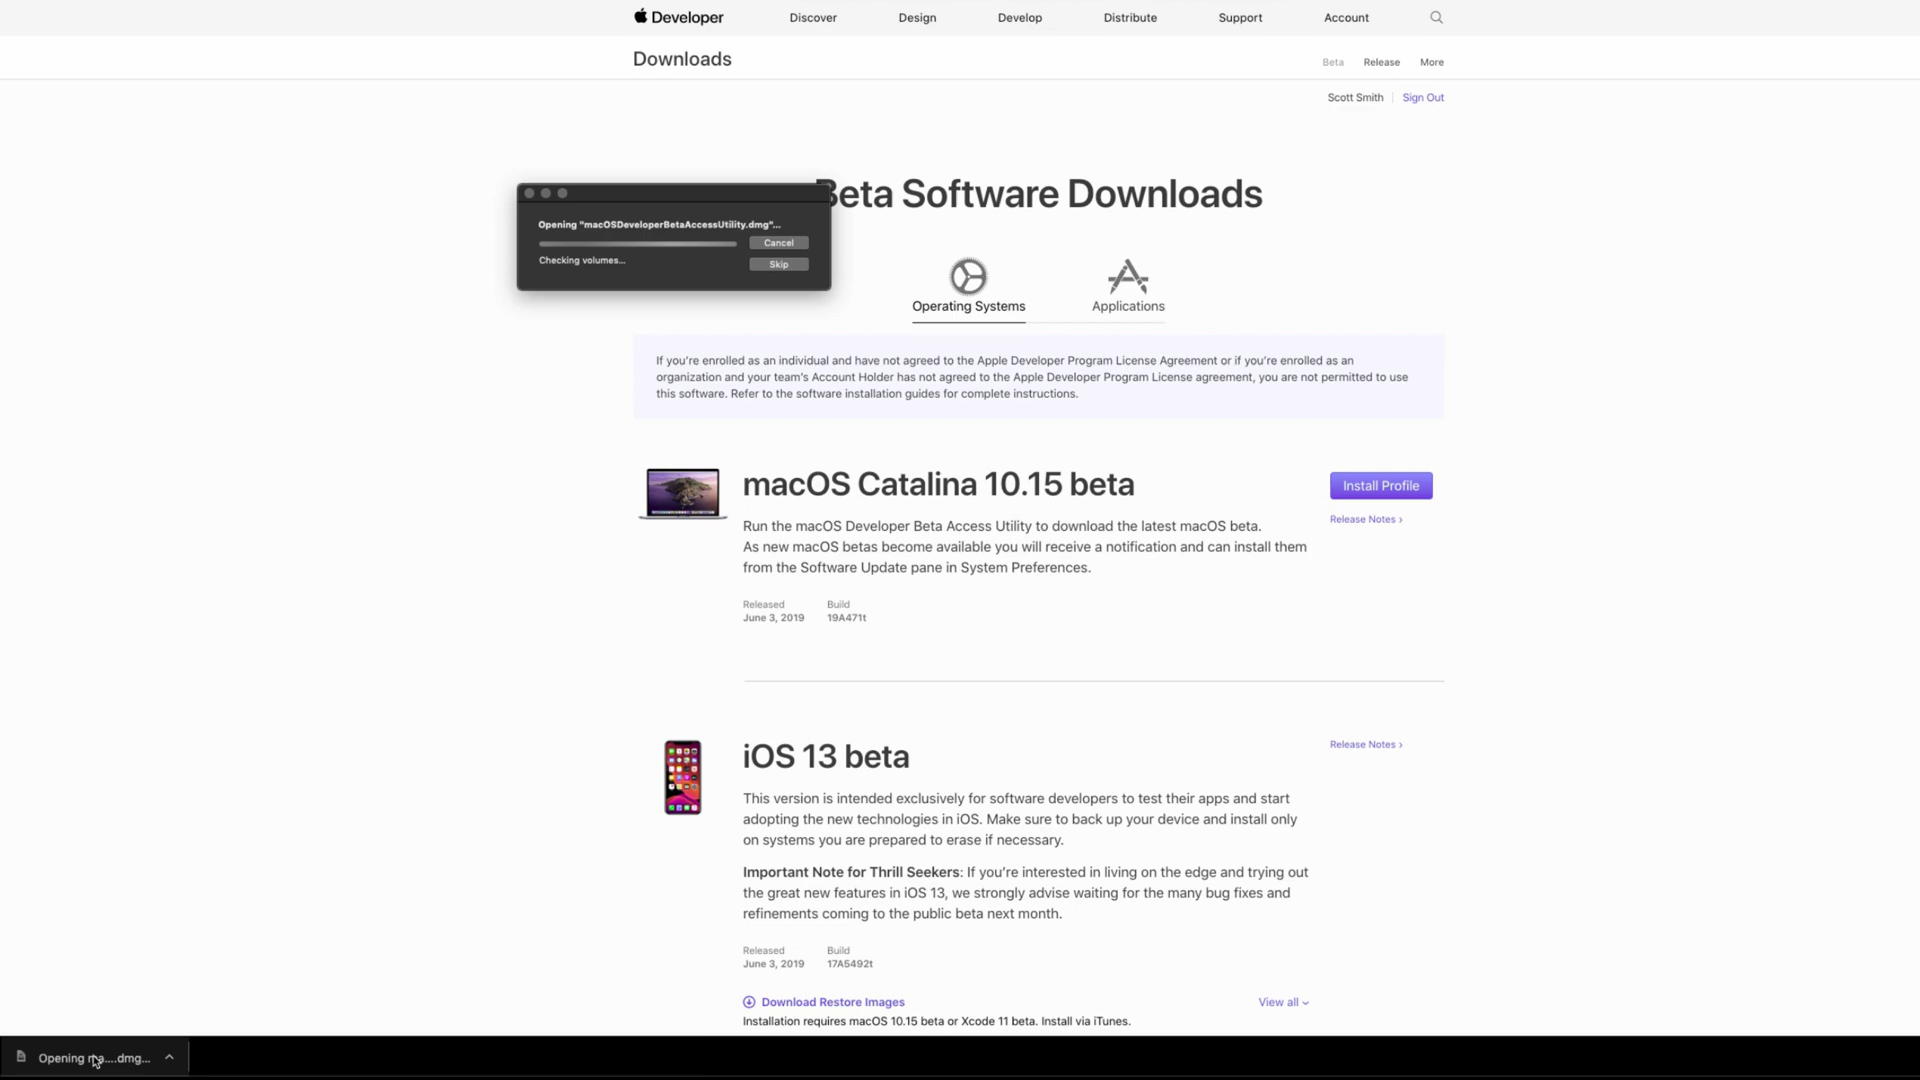 Developer
Discover
Design
Develop
Distribute
Support
Account
Downloads
Beta
Release
More
Scott Smith
Sign Out
Beta Software Downloads
Opening "macOSDeveloperBetaAccessUtility.dmg"...
Cancel
Checking volumes...
Skip
Operating Systems
Applications
If you're enrolled as an individual and have not agreed to the Apple Developer Program License Agreement or if you're enrolled as an
organization and your team's Account Holder has not agreed to the Apple Developer Program License agreement, you are not permitted to use
this software. Refer to the software installation guides for complete instructions.
macOS Catalina 10.15 beta
Install Profile
Release Notes ›
Run the macOS Developer Beta Access Utility to download the latest macOS beta.
As new macOS betas become available you will receive a notification and can install them
from the Software Update pane in System Preferences.
Released
Build
June 3, 2019
19A471t
iOS 13 beta
Release Notes ›
This version is intended exclusively for software developers to test their apps and start
adopting the new technologies in iOS. Make sure to back up your device and install only
on systems you are prepared to erase if necessary.
Important Note for Thrill Seekers: If you're interested in living on the edge and trying out
the great new features in iOS 13, we strongly advise waiting for the many bug fixes and
refinements coming to the public beta next month.
Released
Build
June 3, 2019
17A5492t
Download Restore Images
View all
Installation requires macOS 10.15 beta or Xcode 11 beta. Install via iTunes.
Opening ma....dmg...